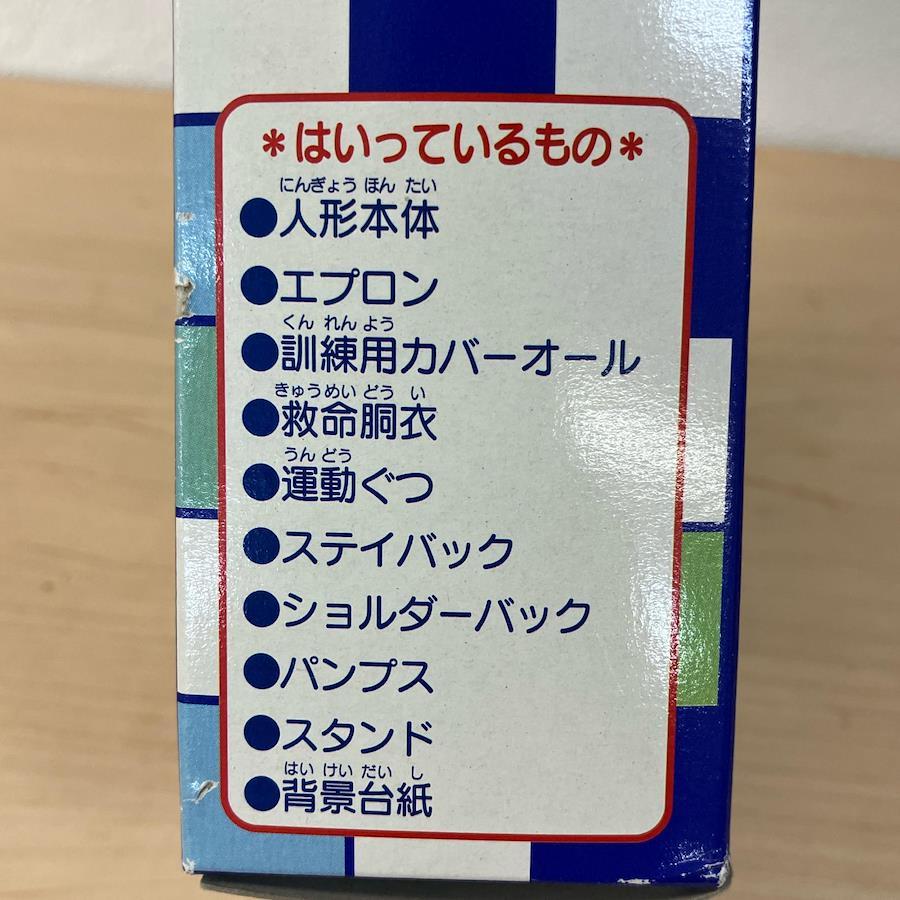 ＊はいっているもの＊
にんぎょう ほん たい
●人形本体
●エプロン
くん れん よう
●訓練用カバーオール
きゅうめい どう い
●救命胴衣
うん どう
●運動ぐつ
●ステイバック
●ショルダーバック
●パンプス
●スタンド
はい けい だい し
●背景台紙